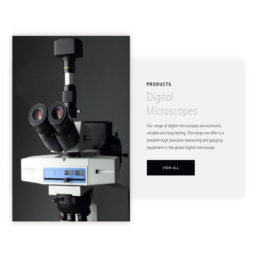 PRODUCTS
Digital
Microscopes
Our range of digital microscopes are economic,
reliable and long lasting. The range we offer is a
breakthrough precision measuring and gauging
equipment in the global digital microscope
VIEW ALL